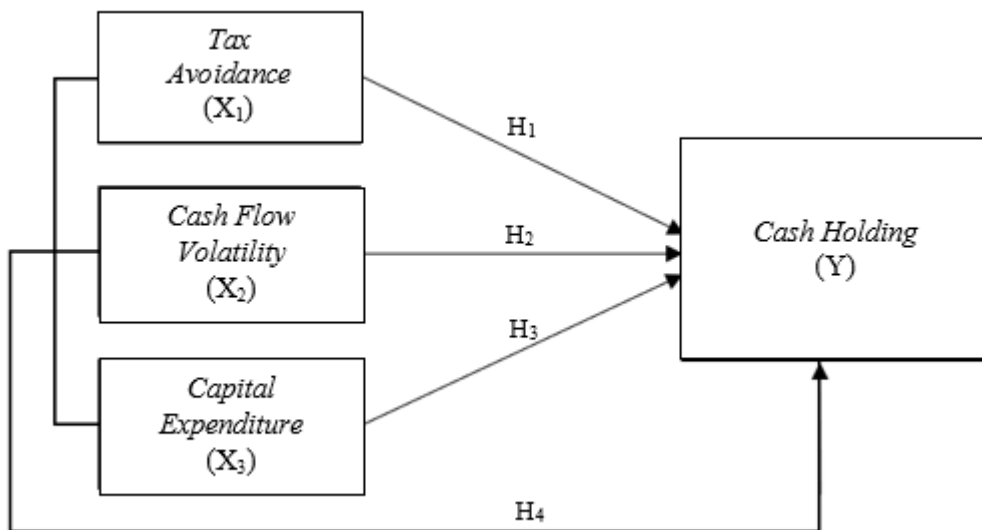 Tax
Avoidance
(X₁)
H₁
Cash Flow
Volatility
(X₂)
H₂
Cash Holding
(Y)
H₃
Capital
Expenditure
(X₃)
H₄